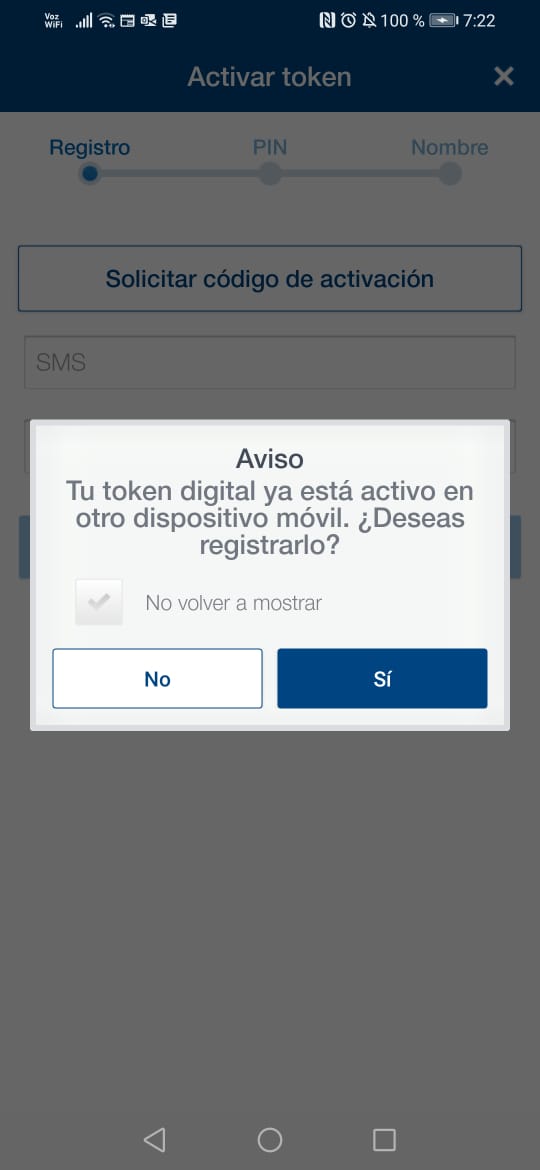 Voz
WiFi
100 %
7:22
Activar token
Registro
PIN
Nombre
Solicitar código de activación
SMS
Aviso
Tu token digital ya está activo en
otro dispositivo móvil. ¿Deseas
registrarlo?
No volver a mostrar
No
Sí